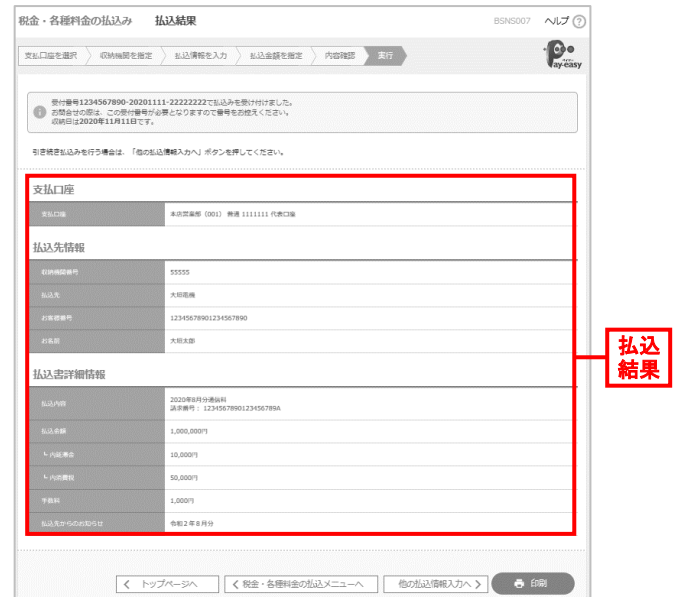 税金・各種料金の払込み 払込結果 BSNS007 ヘルプ ?
支払口座を選択 収納機関を指定 払込情報を入力 払込金額を指定 内容確認 実行
ペイジー
Pay-easy
受付番号1234567890-20201111-22222222で払込みを受け付けました。
お問合せの際は、この受付番号が必要となりますので番号をお控えください。
収納日は2020年11月11日です。
引き続き払込みを行う場合は、「他の払込情報入力へ」ボタンを押してください。
支払口座
支払口座 本店営業部（001） 普通 1111111 代表口座
払込先情報
収納機関番号 55555
払込先 大垣電機
お客様番号 12345678901234567890
お名前 大垣太郎
払込書詳細情報
払込内容 2020年8月分通信料
請求番号： 1234567890123456789A
払込金額 1,000,000円
└ 内延滞金 10,000円
└ 内消費税 50,000円
手数料 1,000円
払込先からのお知らせ 令和２年８月分
払込
結果
トップページへ 税金・各種料金の払込メニューへ 他の払込情報入力へ 印刷